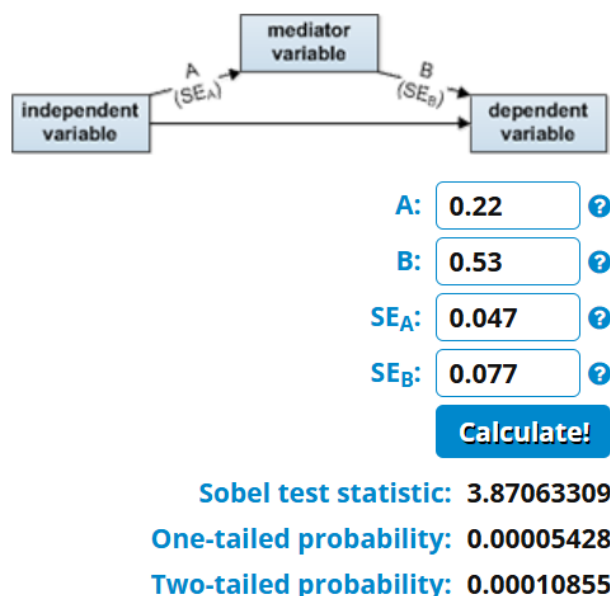 mediator
variable
A
(SEA)
B
(SEB)
independent
variable
dependent
variable
A: 0.22 ?
B: 0.53 ?
SEA: 0.047 ?
SEB: 0.077 ?
Calculate!
Sobel test statistic: 3.87063309
One-tailed probability: 0.00005428
Two-tailed probability: 0.00010855